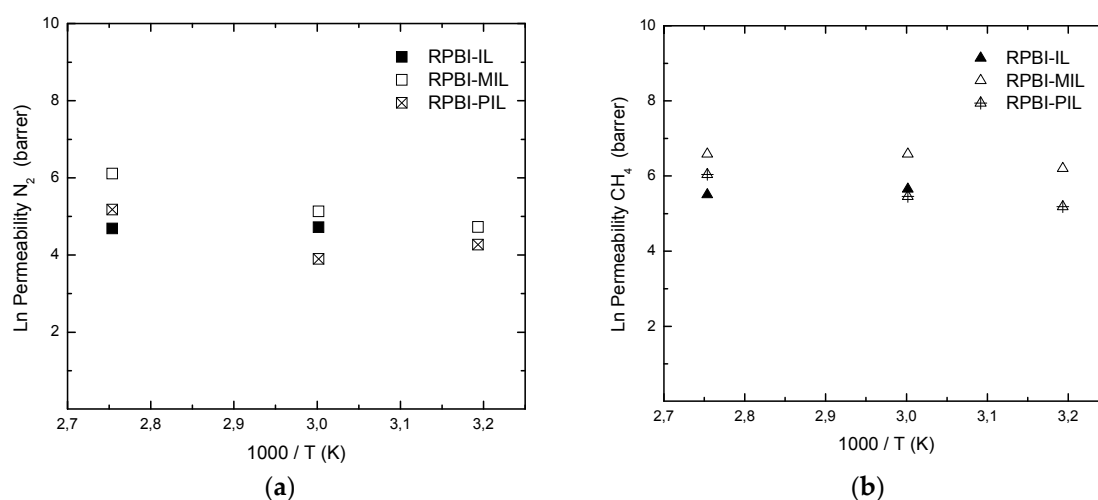 10
8
6
4
2
Ln Permeability N2 (barrer)
RPBI-IL
RPBI-MIL
RPBI-PIL
2,7 2,8 2,9 3,0 3,1 3,2
1000 / T (K)
(a)
10
8
6
4
2
Ln Permeability CH4 (barrer)
RPBI-IL
RPBI-MIL
RPBI-PIL
2,7 2,8 2,9 3,0 3,1 3,2
1000 / T (K)
(b)